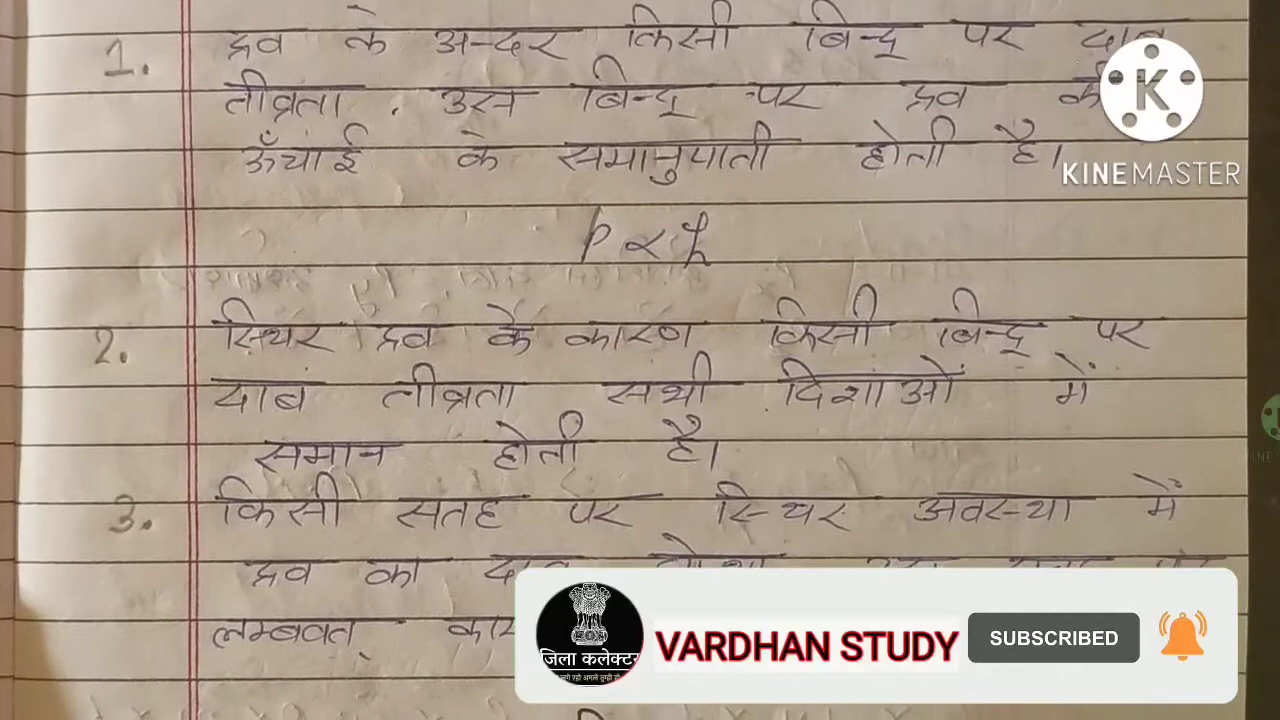 1. द्रव के अन्दर किसी बिन्दू पर दाब
तीव्रता . उस बिन्दू पर द्रव की
ऊँचाई के समानुपाती होती है।
p ∝ h
2. स्थिर द्रव के कारण किसी बिन्दू पर
दाब तीव्रता सभी दिशाओं में
समान होती है।
3. किसी सतह पर स्थिर अवस्था में
द्रव का
लम्बवत्
K
KINEMASTER
जिला कलेक्टर
VARDHAN STUDY
SUBSCRIBED